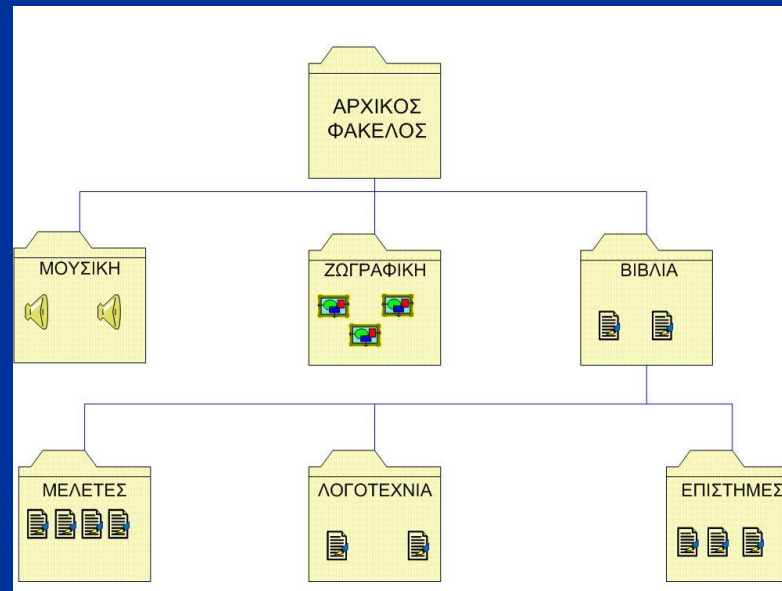 ΑΡΧΙΚΟΣ
ΦΑΚΕΛΟΣ
ΜΟΥΣΙΚΗ
ΖΩΓΡΑΦΙΚΗ
ΒΙΒΛΙΑ
ΜΕΛΕΤΕΣ
ΛΟΓΟΤΕΧΝΙΑ
ΕΠΙΣΤΗΜΕΣ